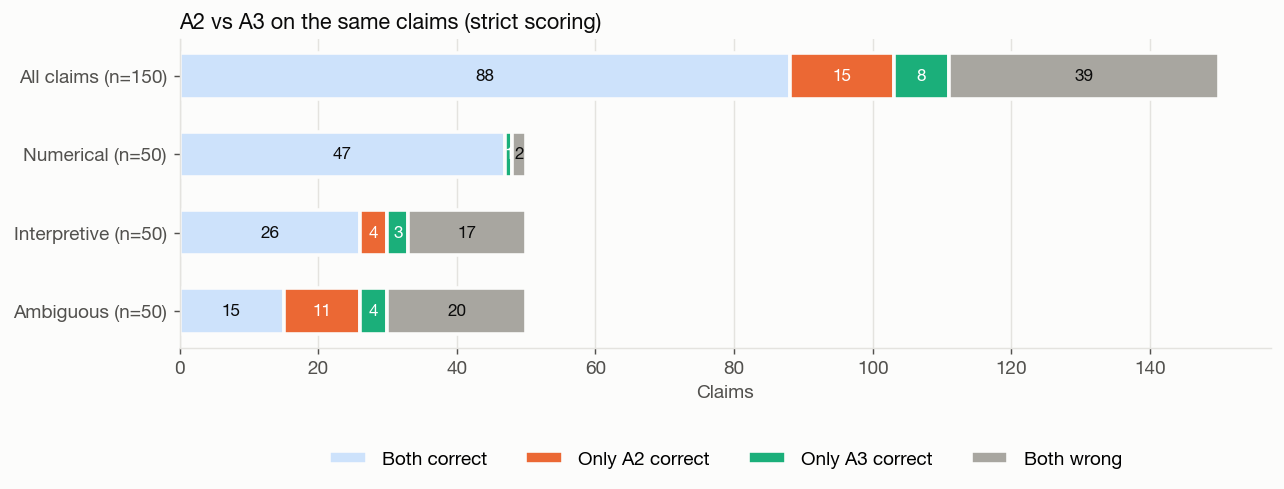 A2 vs A3 on the same claims (strict scoring)
All claims (n=150) 88 15 8 39
Numerical (n=50) 47 2
Interpretive (n=50) 26 4 3 17
Ambiguous (n=50) 15 11 4 20
0 20 40 60 80 100 120 140
Claims
Both correct Only A2 correct Only A3 correct Both wrong